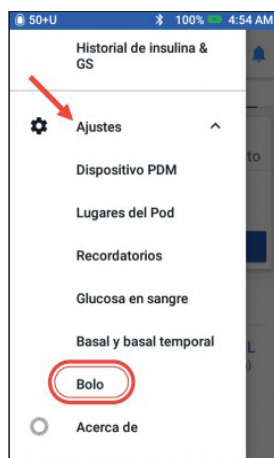 50+U 100% 4:54 AM
Historial de insulina &
GS
Ajustes
to
Dispositivo PDM
Lugares del Pod
Recordatorios
Glucosa en sangre
Basal y basal temporal
L
)
Bolo
Acerca de